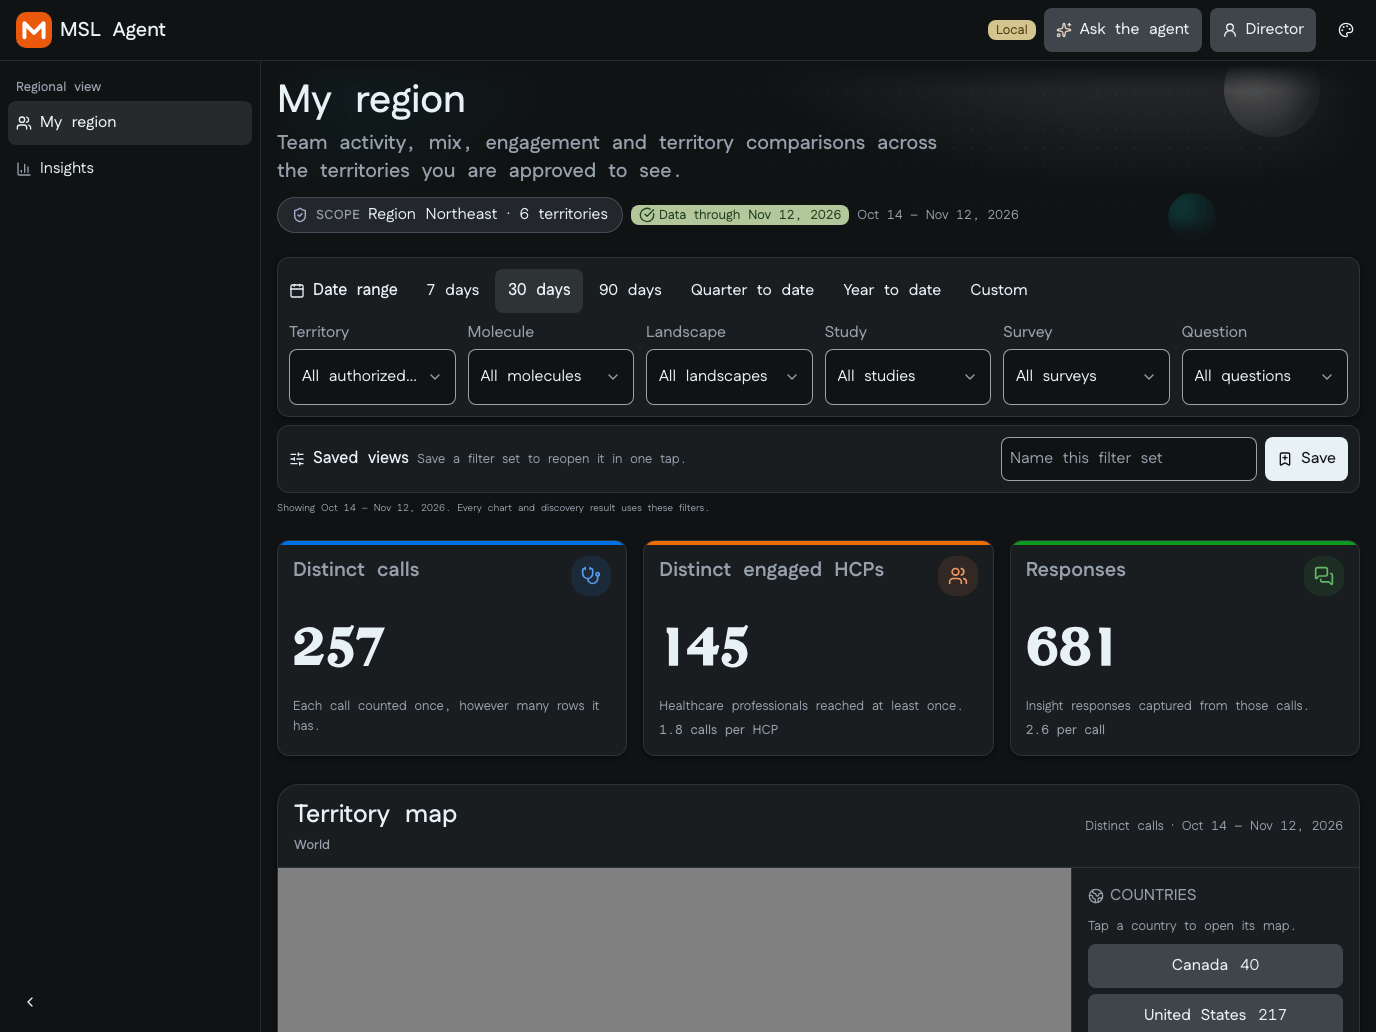 MSL Agent
Local
Ask the agent
Director
Regional view
My region
Insights
My region
Team activity, mix, engagement and territory comparisons across
the territories you are approved to see.
SCOPE Region Northeast · 6 territories
Data through Nov 12, 2026
Oct 14 – Nov 12, 2026
Date range
7 days
30 days
90 days
Quarter to date
Year to date
Custom
Territory
Molecule
Landscape
Study
Survey
Question
All authorized…
All molecules
All landscapes
All studies
All surveys
All questions
Saved views
Save a filter set to reopen it in one tap.
Name this filter set
Save
Showing Oct 14 – Nov 12, 2026. Every chart and discovery result uses these filters.
Distinct calls
257
Each call counted once, however many rows it
has.
Distinct engaged HCPs
145
Healthcare professionals reached at least once.
1.8 calls per HCP
Responses
681
Insight responses captured from those calls.
2.6 per call
Territory map
World
Distinct calls · Oct 14 – Nov 12, 2026
COUNTRIES
Tap a country to open its map.
Canada 40
United States 217